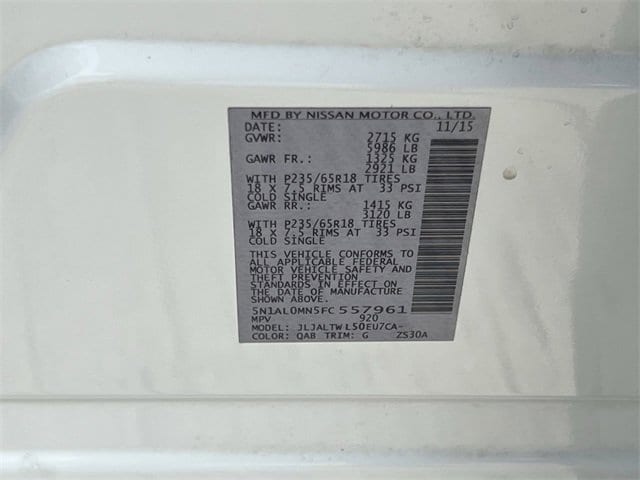 MFD BY NISSAN MOTOR CO., LTD.
DATE: 11/15
GVWR: 2715 KG
5986 LB
GAWR FR.: 1325 KG
2921 LB
WITH P235/65R18 TIRES
18 X 7.5 RIMS AT 33 PSI
COLD SINGLE
GAWR RR.: 1415 KG
3120 LB
WITH P235/65R18 TIRES
18 X 7.5 RIMS AT 33 PSI
COLD SINGLE
THIS VEHICLE CONFORMS TO
ALL APPLICABLE FEDERAL
MOTOR VEHICLE SAFETY AND
THEFT PREVENTION
STANDARDS IN EFFECT ON
THE DATE OF MANUFACTURE
SHOWN ABOVE.
5N1AL0MN5FC557961
MPV 920
MODEL: JLJALTWL50EU7CA-
COLOR: QAB TRIM: G ZS30A